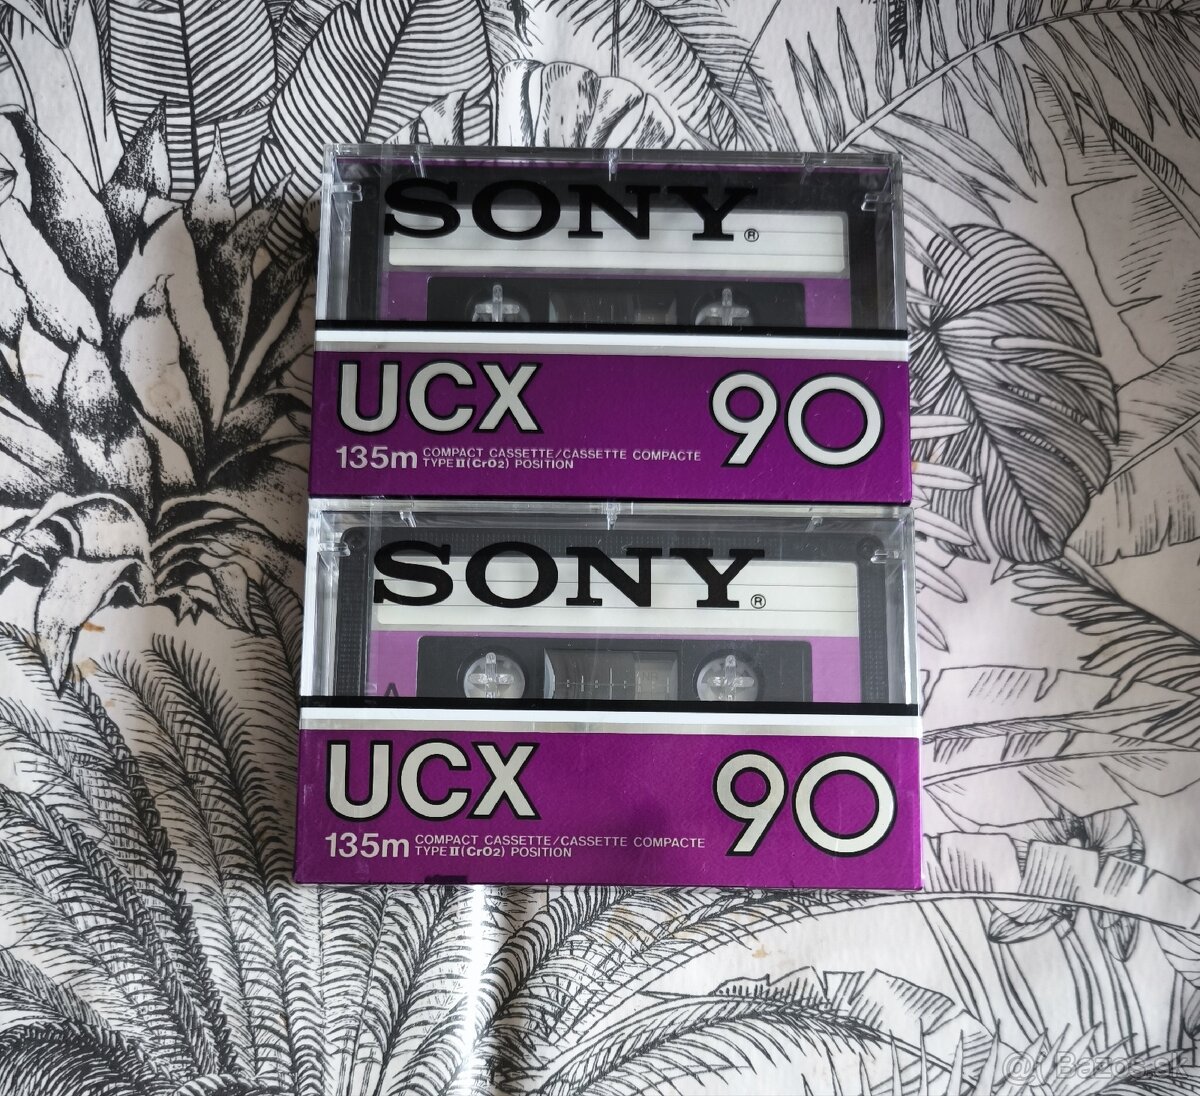 SONY®
UCX 90
135m COMPACT CASSETTE/CASSETTE COMPACTE
TYPE II (CrO2) POSITION
SONY®
A
UCX 90
135m COMPACT CASSETTE/CASSETTE COMPACTE
TYPE II (CrO2) POSITION
Bazos.sk